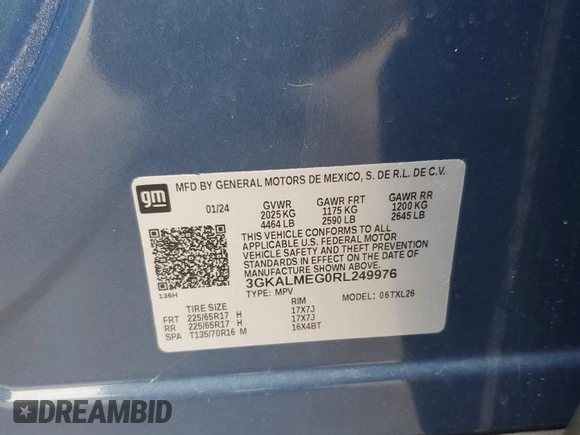 gm
MFD BY GENERAL MOTORS DE MEXICO, S. DE R.L. DE C.V.
01/24 GVWR GAWR FRT GAWR RR
2025 KG 1175 KG 1200 KG
4464 LB 2590 LB 2645 LB
THIS VEHICLE CONFORMS TO ALL
APPLICABLE U.S. FEDERAL MOTOR
VEHICLE SAFETY AND THEFT PREVENTION
STANDARDS IN EFFECT ON THE DATE OF
MANUFACTURE SHOWN ABOVE.
3GKALMEG0RL249976
TYPE: MPV MODEL: 06TXL26
136H
TIRE SIZE RIM
FRT 225/65R17 H 17X7J
RR 225/65R17 H 17X7J
SPA T135/70R16 M 16X4BT
DREAMBID